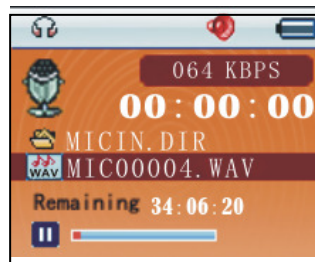 064 KBPS
00:00:00
MICIN.DIR
WAV MIC00004.WAV
Remaining 34:06:20